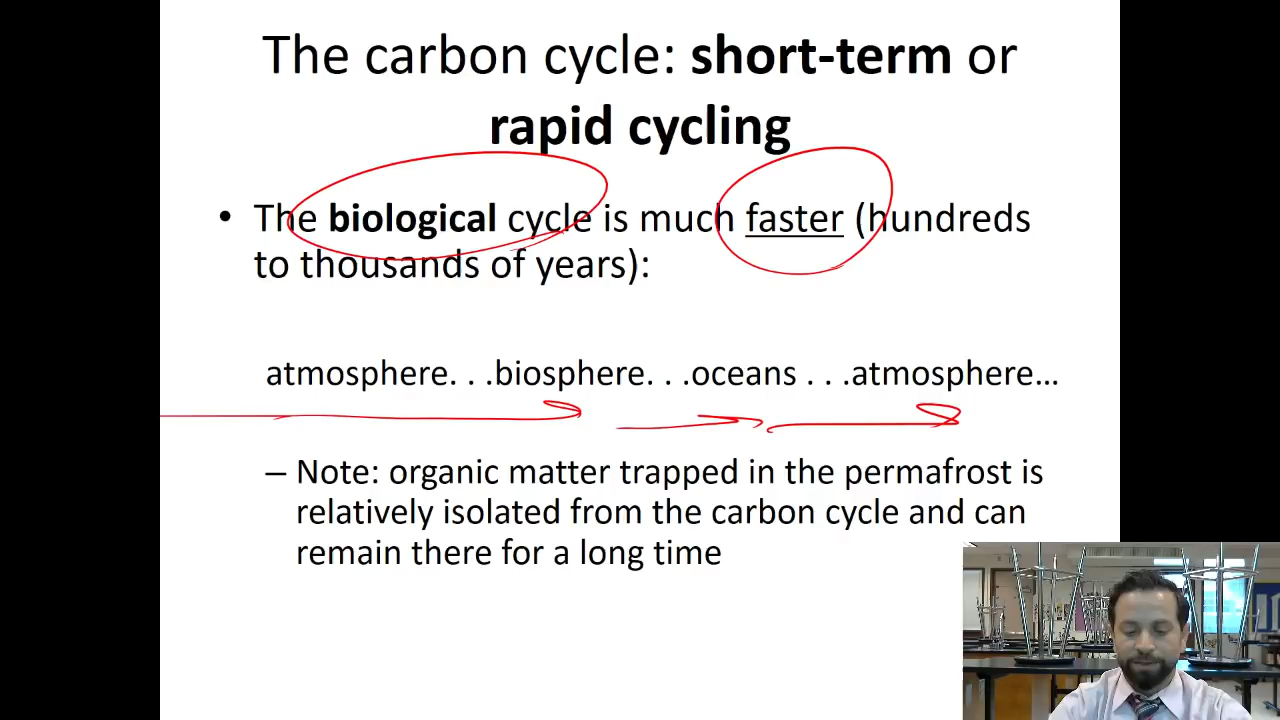 The carbon cycle: short-term or
rapid cycling
• The biological cycle is much faster (hundreds
to thousands of years):
atmosphere. . .biosphere. . .oceans . . .atmosphere...
– Note: organic matter trapped in the permafrost is
relatively isolated from the carbon cycle and can
remain there for a long time